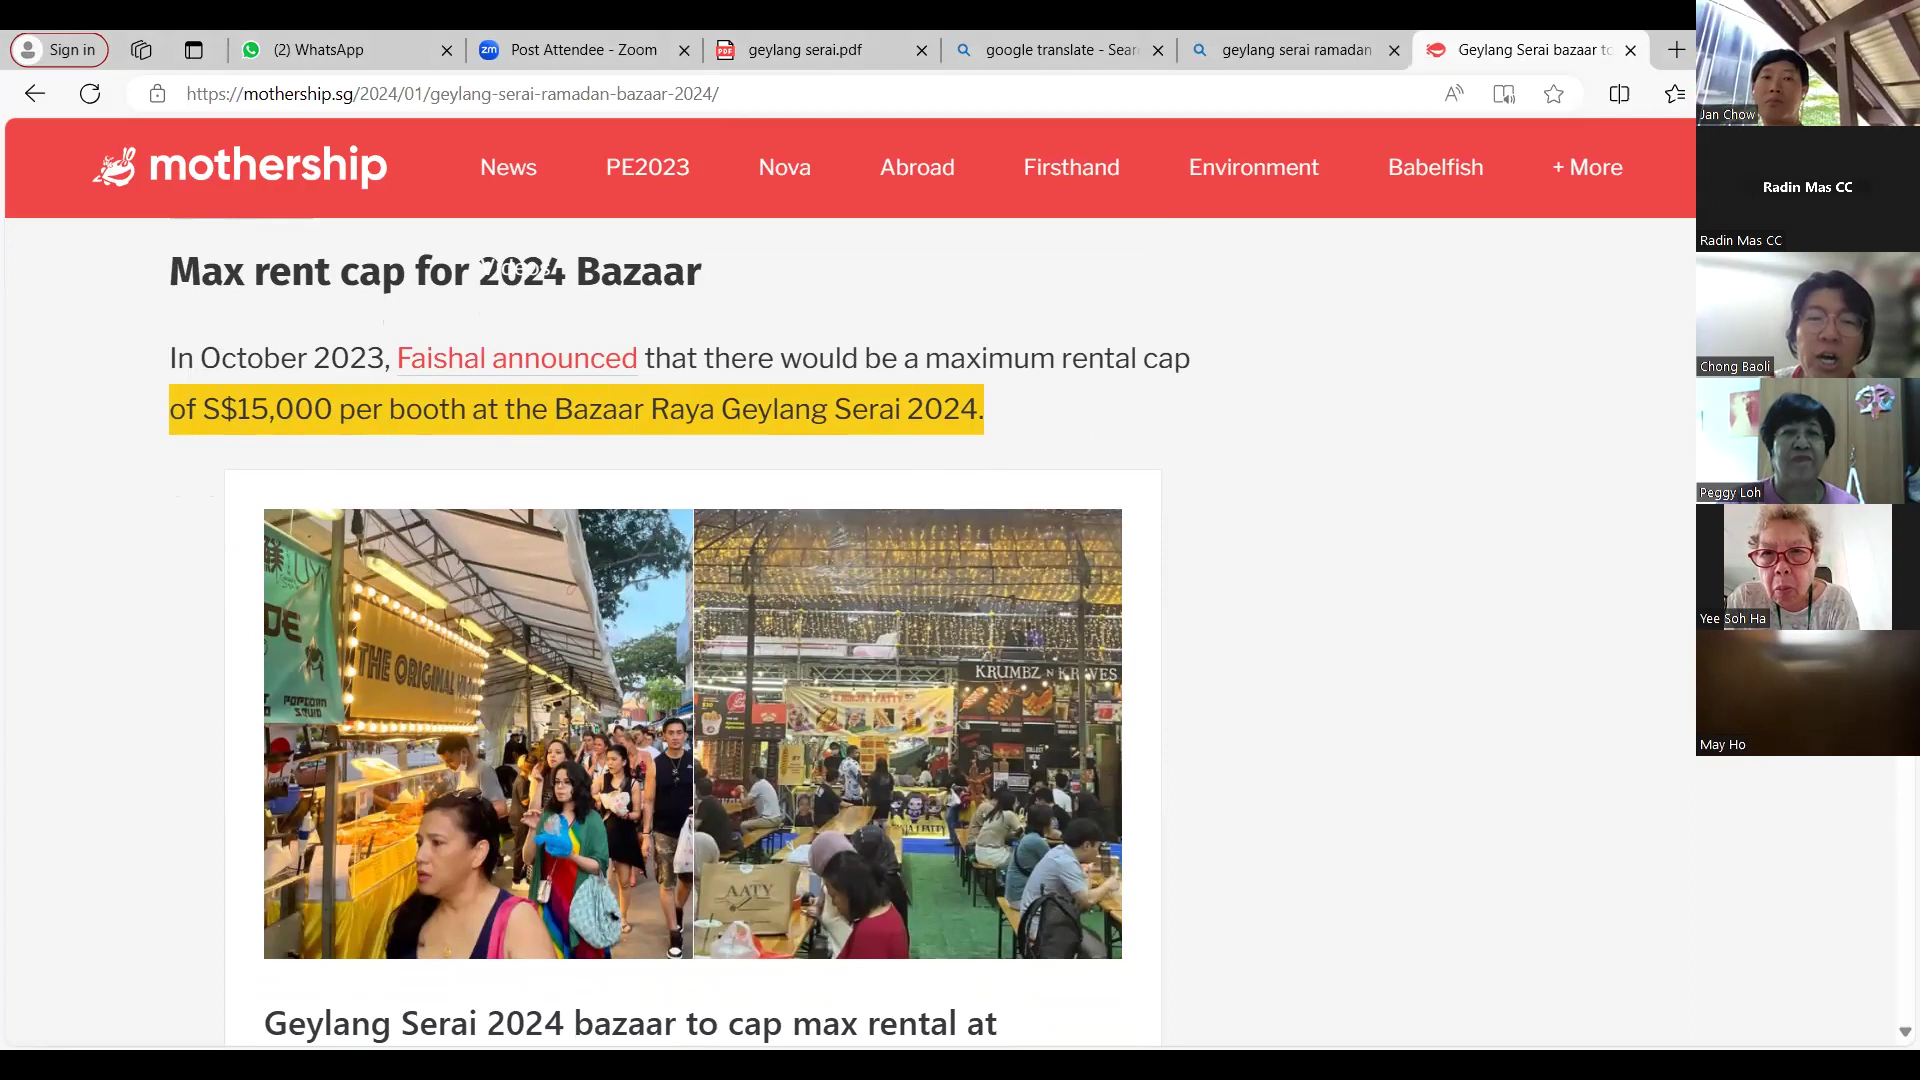 Sign in
(2) WhatsApp
zm
Post Attendee - Zoom
PDF
geylang serai.pdf
google translate - Sear
geylang serai ramadan
Geylang Serai bazaar to
https://mothership.sg/2024/01/geylang-serai-ramadan-bazaar-2024/
mothership
News
PE2023
Nova
Abroad
Firsthand
Environment
Babelfish
+ More
Videos
Max rent cap for 2024 Bazaar
In October 2023, Faishal announced that there would be a maximum rental cap
of S$15,000 per booth at the Bazaar Raya Geylang Serai 2024.
THE ORIGINAL
POPCORN
SQUID
KRUMBZ N
AATY
Geylang Serai 2024 bazaar to cap max rental at
Jan Chow
Radin Mas CC
Radin Mas CC
Chong Baoli
Peggy Loh
Yee Soh Ha
May Ho